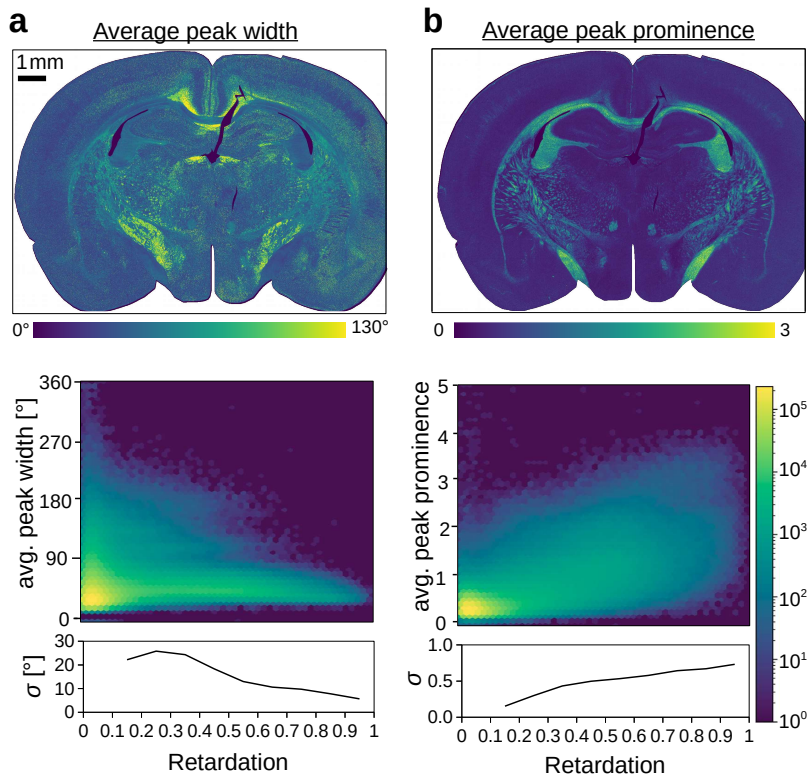 a
Average peak width
1 mm
0°
130°
b
Average peak prominence
0
3
avg. peak width [°]
360
270
180
90
0
σ [°]
30
20
10
0
0 0.1 0.2 0.3 0.4 0.5 0.6 0.7 0.8 0.9 1
Retardation
avg. peak prominence
5
4
3
2
1
0
10⁵
10⁴
10³
10²
10¹
10⁰
σ
1.0
0.5
0.0
0 0.1 0.2 0.3 0.4 0.5 0.6 0.7 0.8 0.9 1
Retardation